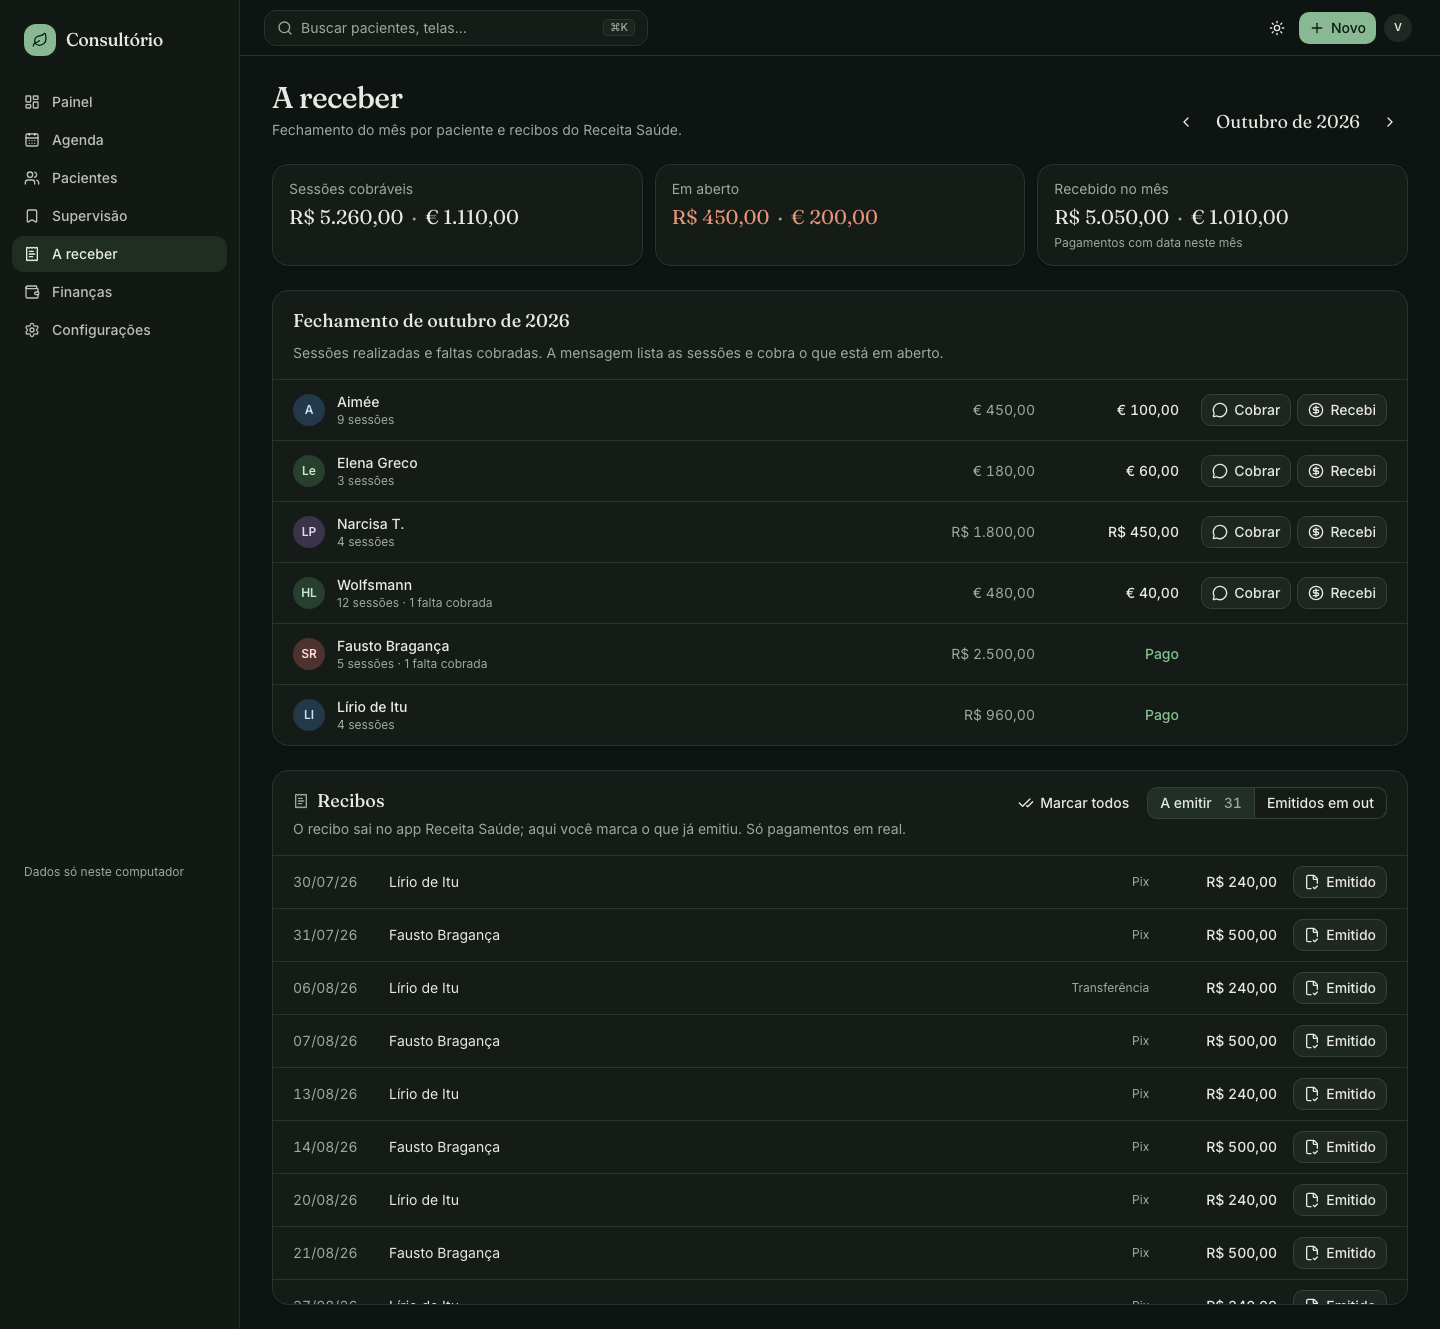 Consultório
Buscar pacientes, telas...
⌘K
Novo
V
Painel
Agenda
Pacientes
Supervisão
A receber
Finanças
Configurações
Dados só neste computador
A receber
Fechamento do mês por paciente e recibos do Receita Saúde.
Outubro de 2026
Sessões cobráveis
R$ 5.260,00 · € 1.110,00
Em aberto
R$ 450,00 · € 200,00
Recebido no mês
R$ 5.050,00 · € 1.010,00
Pagamentos com data neste mês
Fechamento de outubro de 2026
Sessões realizadas e faltas cobradas. A mensagem lista as sessões e cobra o que está em aberto.
A Aimée € 450,00 € 100,00 Cobrar Recebi
9 sessões
Le Elena Greco € 180,00 € 60,00 Cobrar Recebi
3 sessões
LP Narcisa T. R$ 1.800,00 R$ 450,00 Cobrar Recebi
4 sessões
HL Wolfsmann € 480,00 € 40,00 Cobrar Recebi
12 sessões · 1 falta cobrada
SR Fausto Bragança R$ 2.500,00 Pago
5 sessões · 1 falta cobrada
LI Lírio de Itu R$ 960,00 Pago
4 sessões
Recibos
Marcar todos A emitir 31 Emitidos em out
O recibo sai no app Receita Saúde; aqui você marca o que já emitiu. Só pagamentos em real.
30/07/26 Lírio de Itu Pix R$ 240,00 Emitido
31/07/26 Fausto Bragança Pix R$ 500,00 Emitido
06/08/26 Lírio de Itu Transferência R$ 240,00 Emitido
07/08/26 Fausto Bragança Pix R$ 500,00 Emitido
13/08/26 Lírio de Itu Pix R$ 240,00 Emitido
14/08/26 Fausto Bragança Pix R$ 500,00 Emitido
20/08/26 Lírio de Itu Pix R$ 240,00 Emitido
21/08/26 Fausto Bragança Pix R$ 500,00 Emitido
27/08/26 Lírio de Itu Pix R$ 240,00 Emitido